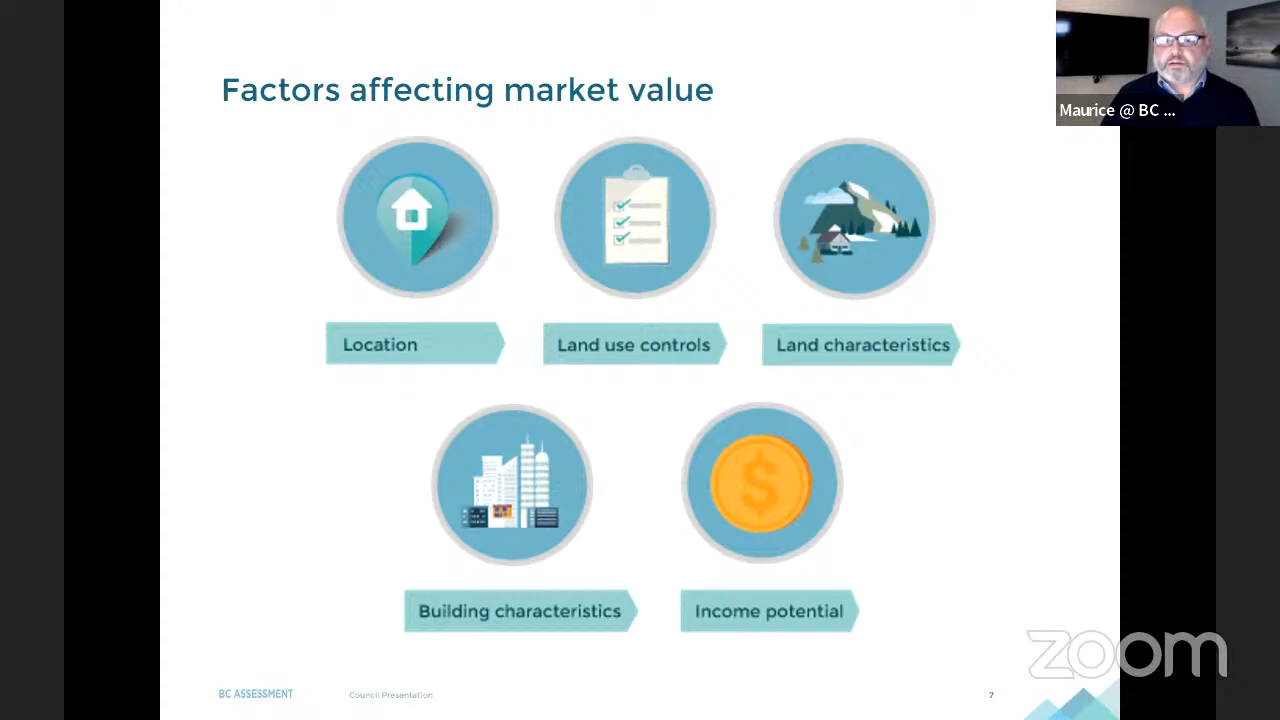 Factors affecting market value
Maurice @ BC ...
Location
Land use controls
Land characteristics
$
Building characteristics
Income potential
zoom
BC ASSESSMENT
Council Presentation
7